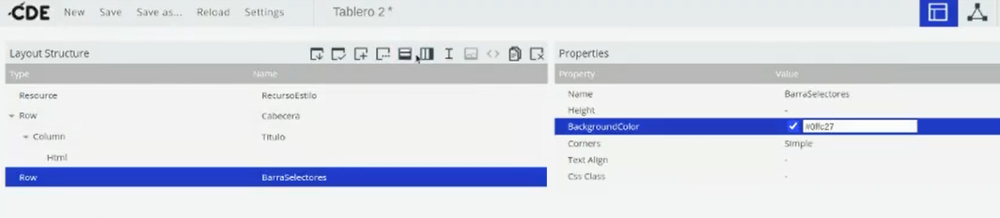 CDE New Save Save as... Reload Settings Tablero 2*
Layout Structure
Type Name
Resource RecursoEstilo
Row Cabecera
Column Titulo
Html
Row BarraSelectores
Properties
Property Value
Name BarraSelectores
Height -
BackgroundColor #0ffc27
Corners Simple
Text Align -
Css Class -